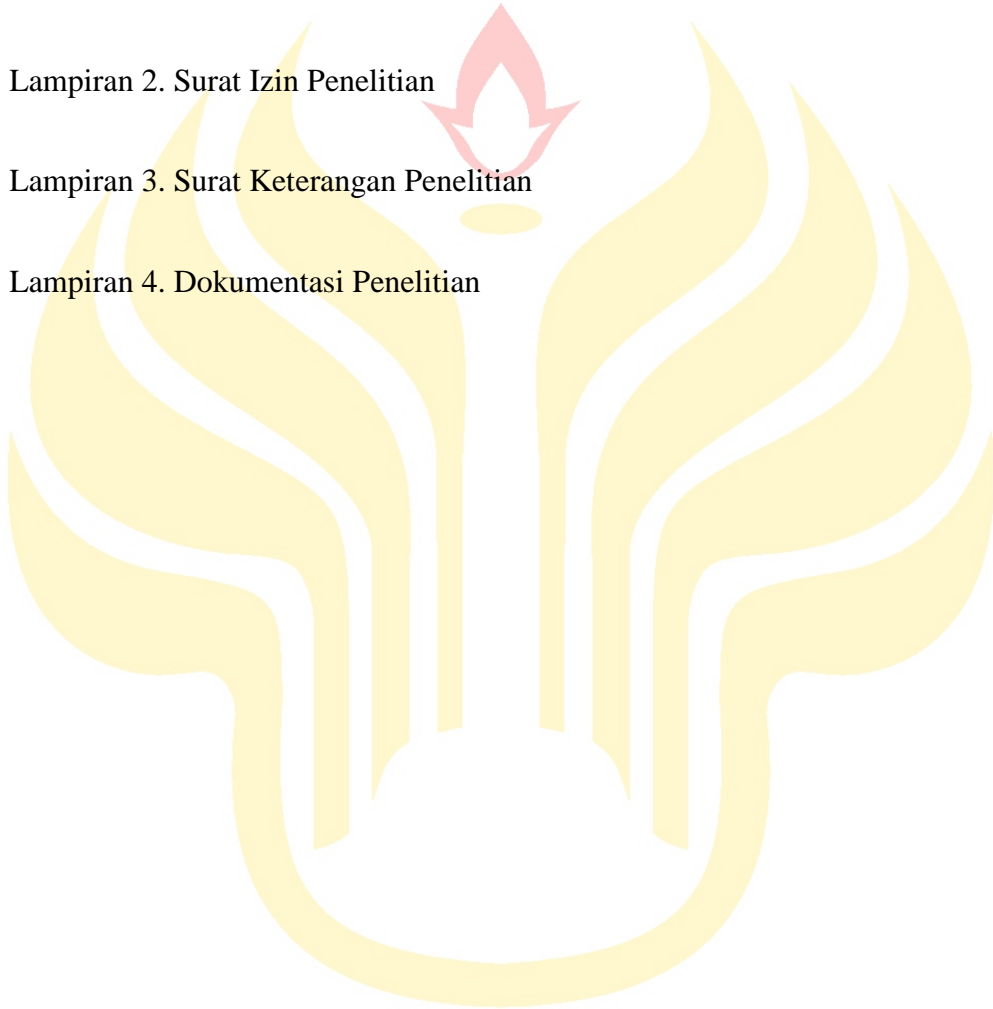 Lampiran 2. Surat Izin Penelitian
Lampiran 3. Surat Keterangan Penelitian
Lampiran 4. Dokumentasi Penelitian